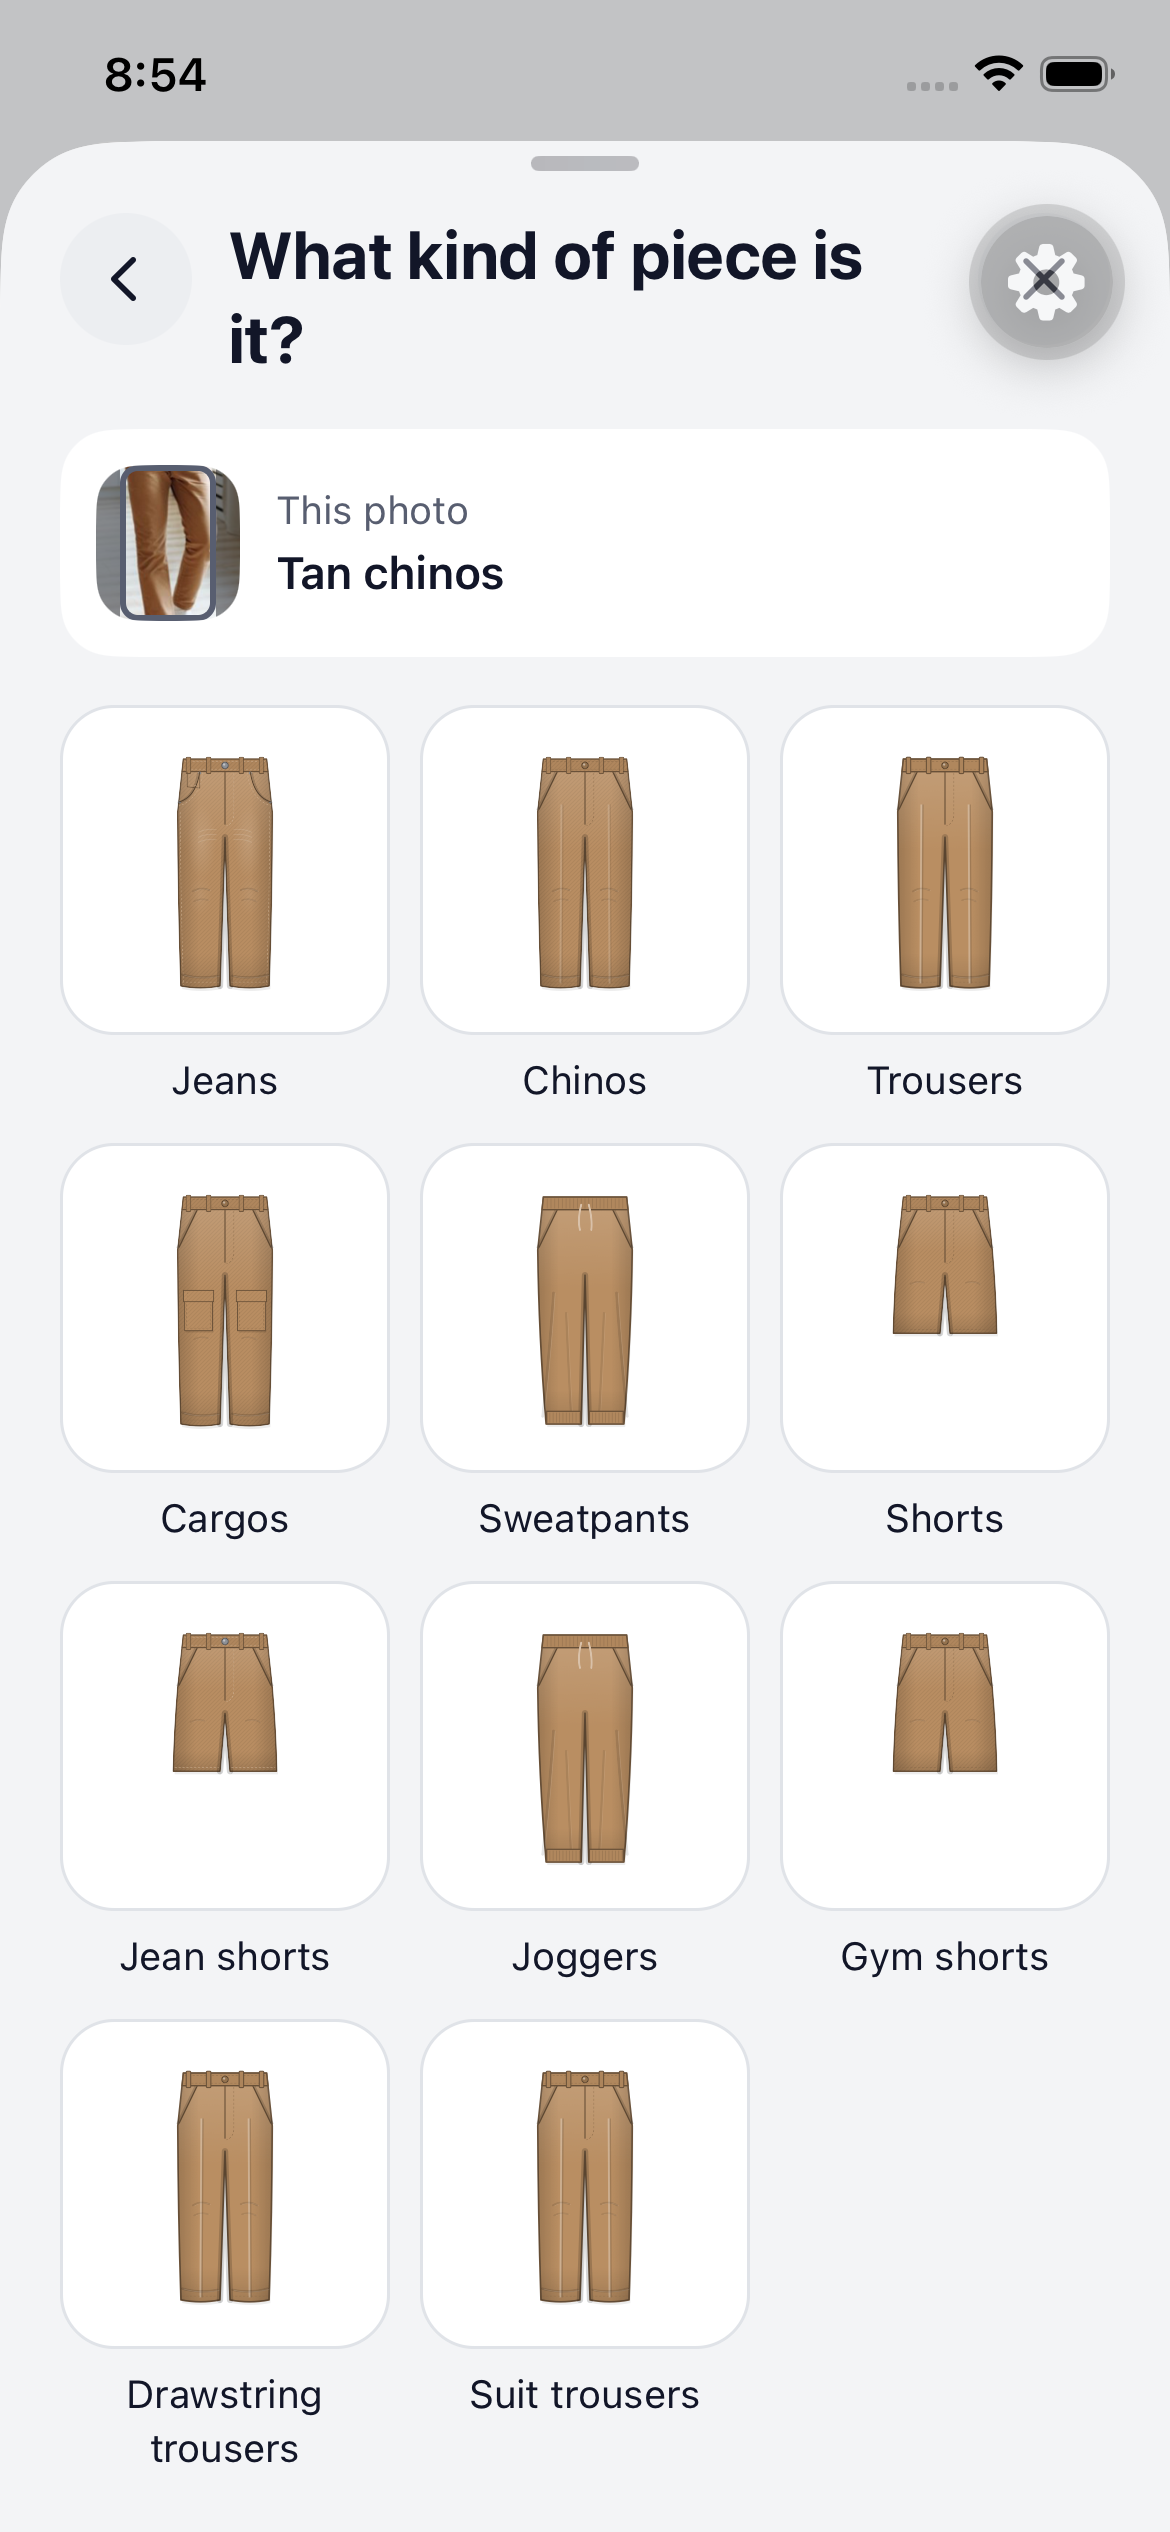 8:54
What kind of piece is
it?
This photo
Tan chinos
Jeans
Chinos
Trousers
Cargos
Sweatpants
Shorts
Jean shorts
Joggers
Gym shorts
Drawstring
trousers
Suit trousers